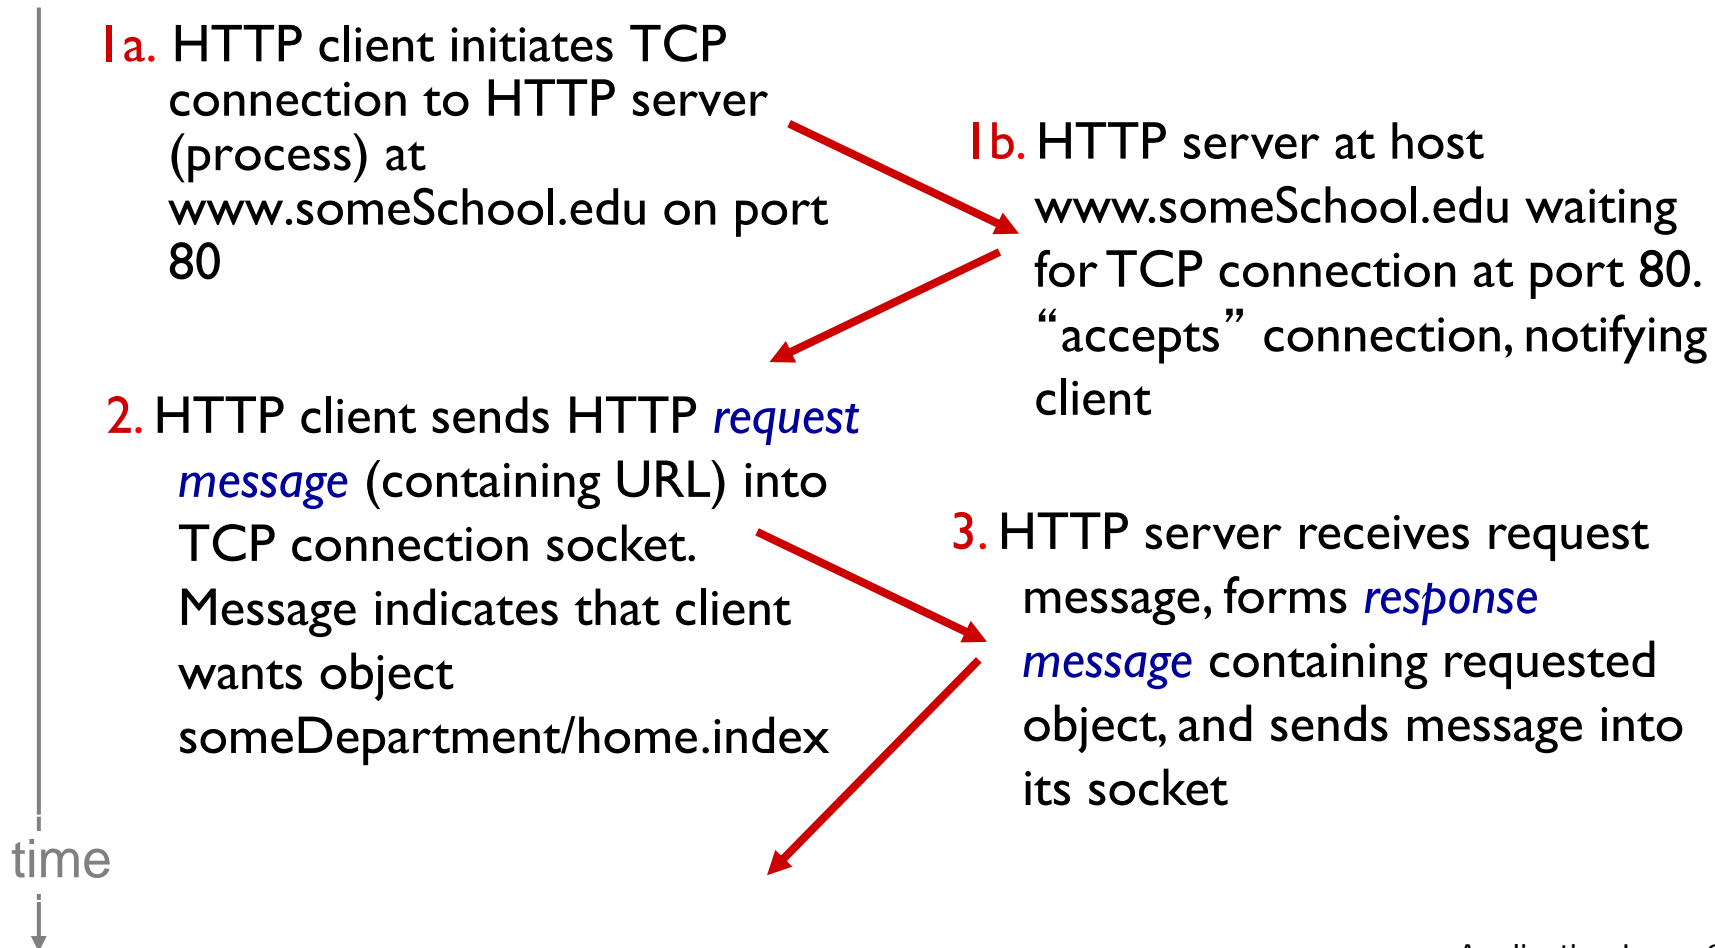 1a. HTTP client initiates TCP
connection to HTTP server
(process) at
www.someSchool.edu on port
80
1b. HTTP server at host
www.someSchool.edu waiting
for TCP connection at port 80.
“accepts” connection, notifying
client
2. HTTP client sends HTTP request
message (containing URL) into
TCP connection socket.
Message indicates that client
wants object
someDepartment/home.index
3. HTTP server receives request
message, forms response
message containing requested
object, and sends message into
its socket
time